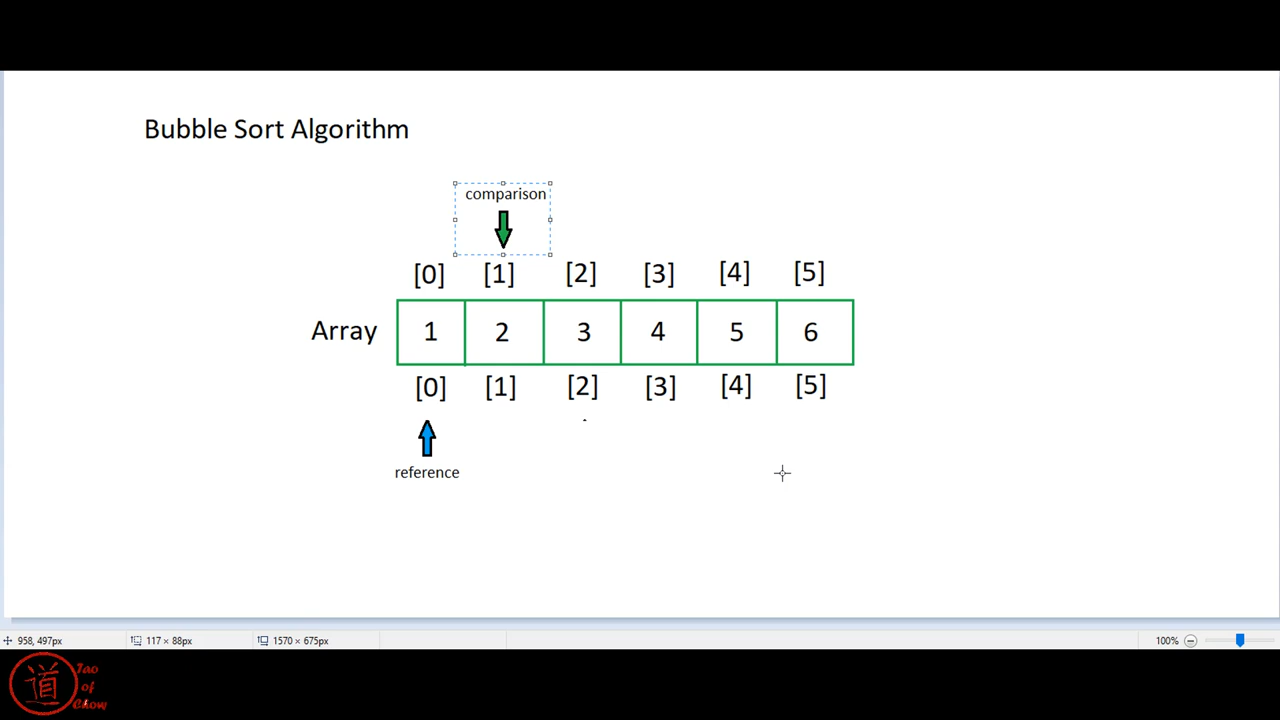 Bubble Sort Algorithm
comparison
[0] [1] [2] [3] [4] [5]
Array 1 2 3 4 5 6
[0] [1] [2] [3] [4] [5]
reference
958, 497px 117 × 88px 1570 × 675px 100%
道 Tao
of
Chow